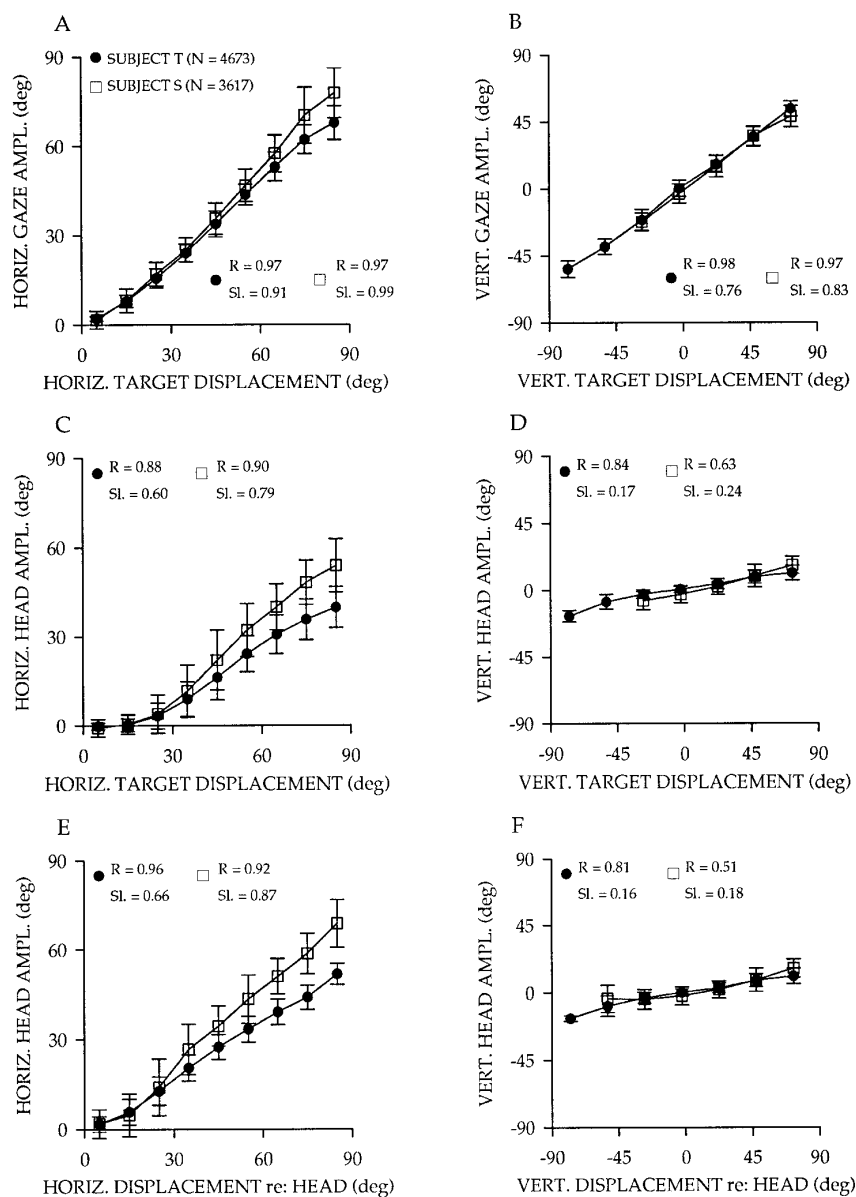 A
HORIZ. GAZE AMPL. (deg)
90
60
30
0
SUBJECT T (N = 4673)
SUBJECT S (N = 3617)
R = 0.97
Sl. = 0.91
R = 0.97
Sl. = 0.99
0 30 60 90
HORIZ. TARGET DISPLACEMENT (deg)
B
VERT. GAZE AMPL. (deg)
90
45
0
-45
-90
R = 0.98
Sl. = 0.76
R = 0.97
Sl. = 0.83
-90 -45 0 45 90
VERT. TARGET DISPLACEMENT (deg)
C
HORIZ. HEAD AMPL. (deg)
90
60
30
0
R = 0.88
Sl. = 0.60
R = 0.90
Sl. = 0.79
0 30 60 90
HORIZ. TARGET DISPLACEMENT (deg)
D
VERT. HEAD AMPL. (deg)
90
45
0
-45
-90
R = 0.84
Sl. = 0.17
R = 0.63
Sl. = 0.24
-90 -45 0 45 90
VERT. TARGET DISPLACEMENT (deg)
E
HORIZ. HEAD AMPL. (deg)
90
60
30
0
R = 0.96
Sl. = 0.66
R = 0.92
Sl. = 0.87
0 30 60 90
HORIZ. DISPLACEMENT re: HEAD (deg)
F
VERT. HEAD AMPL. (deg)
90
45
0
-45
-90
R = 0.81
Sl. = 0.16
R = 0.51
Sl. = 0.18
-90 -45 0 45 90
VERT. DISPLACEMENT re: HEAD (deg)